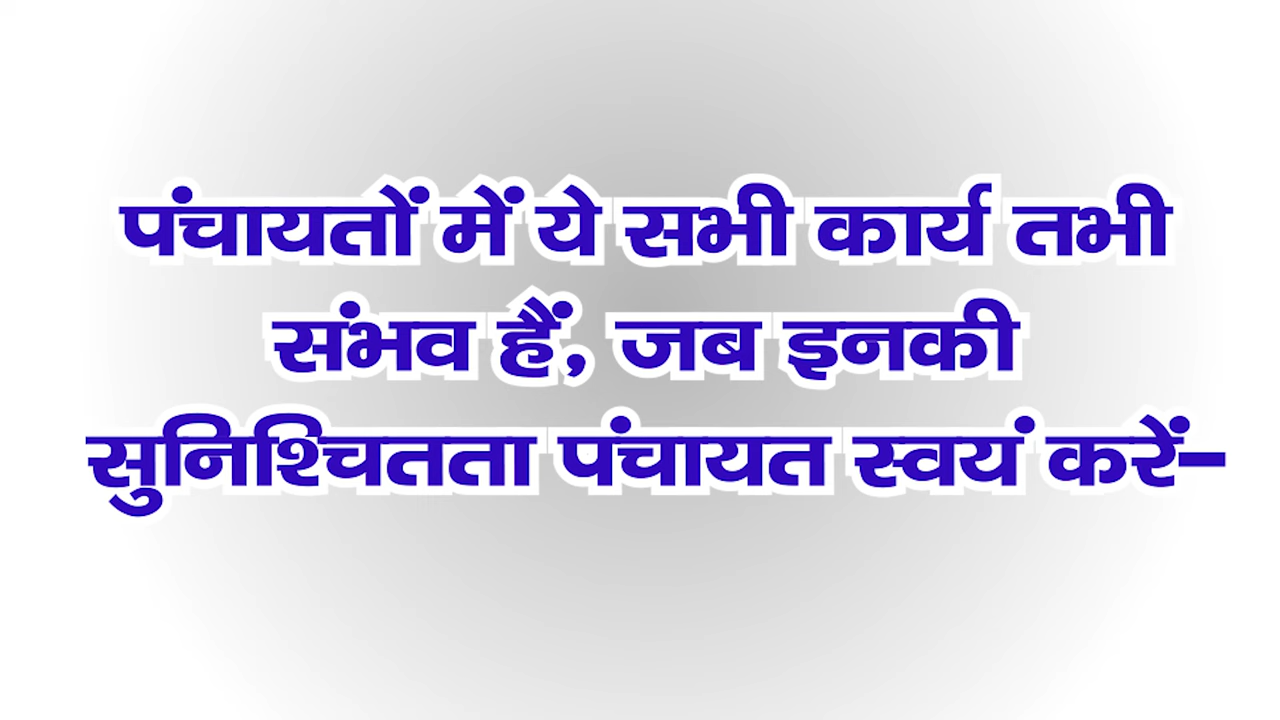 पंचायतों में ये सभी कार्य तभी
संभव हैं, जब इनकी
सुनिश्चितता पंचायत स्वयं करें–